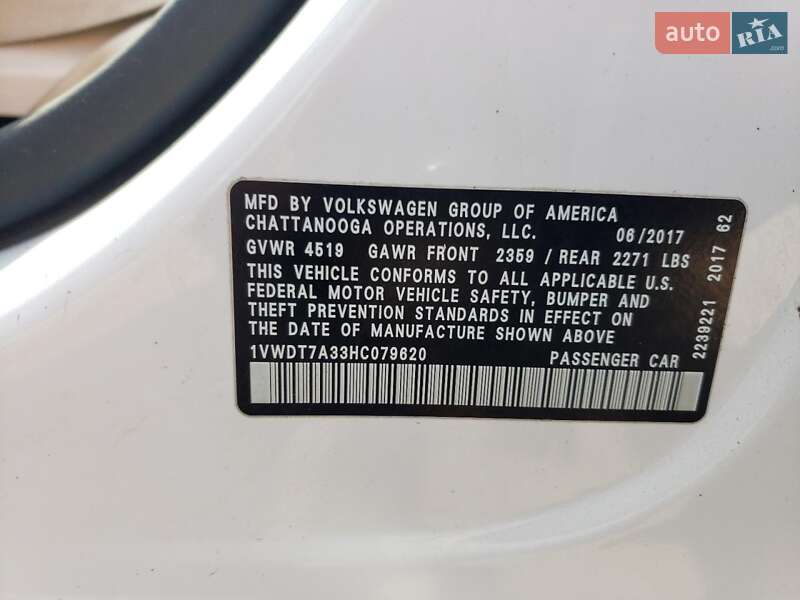 auto RIA.com
MFD BY VOLKSWAGEN GROUP OF AMERICA
CHATTANOOGA OPERATIONS, LLC. 06/2017
GVWR 4519 GAWR FRONT 2359 / REAR 2271 LBS
THIS VEHICLE CONFORMS TO ALL APPLICABLE U.S.
FEDERAL MOTOR VEHICLE SAFETY, BUMPER AND
THEFT PREVENTION STANDARDS IN EFFECT ON
THE DATE OF MANUFACTURE SHOWN ABOVE
1VWDT7A33HC079620 PASSENGER CAR
2239221 2017 62